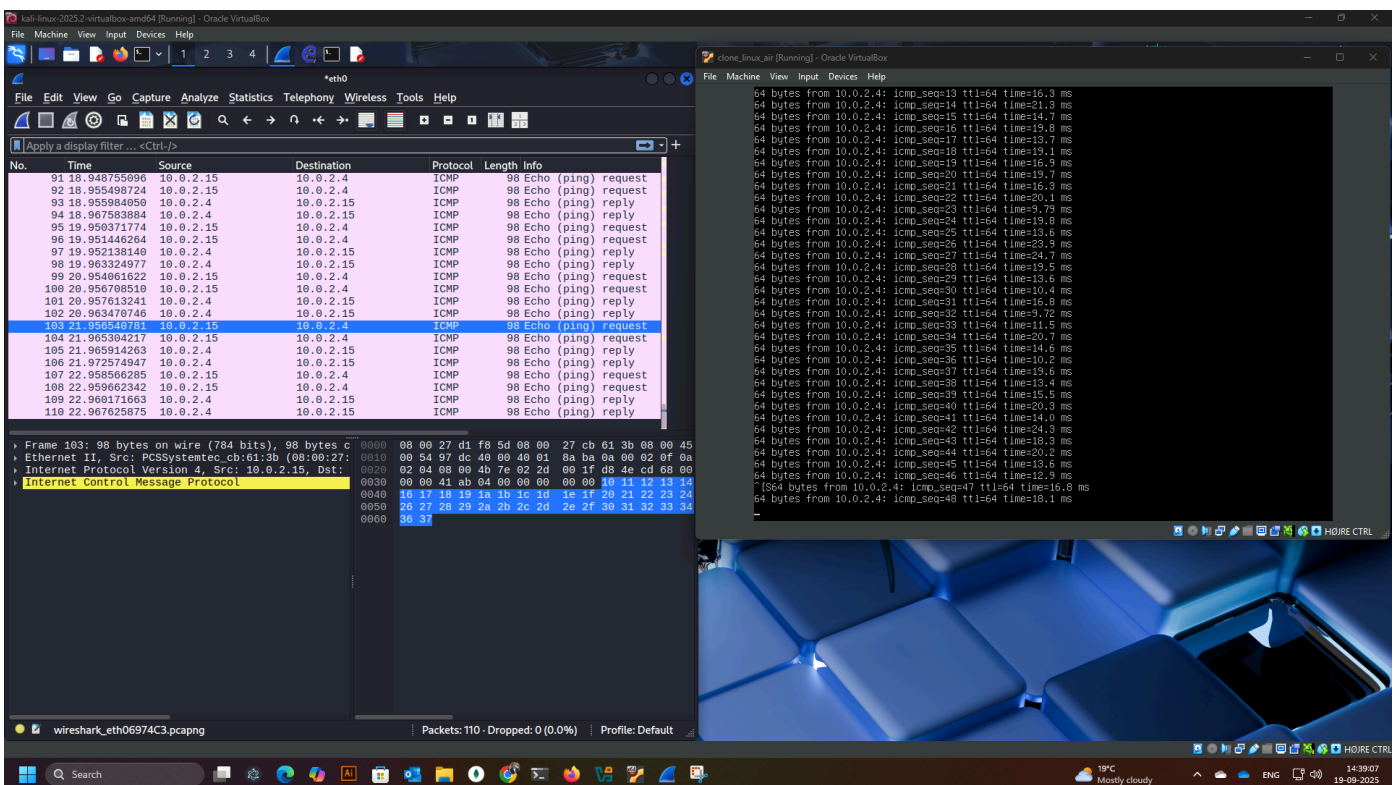 kali-linux-2025.2-virtualbox-amd64 [Running] - Oracle VirtualBox
File Machine View Input Devices Help
1 2 3 4
*eth0
File Edit View Go Capture Analyze Statistics Telephony Wireless Tools Help
Apply a display filter ... <Ctrl-/>
No. Time Source Destination Protocol Length Info
91 18.948755096 10.0.2.15 10.0.2.4 ICMP 98 Echo (ping) request
92 18.955498724 10.0.2.15 10.0.2.4 ICMP 98 Echo (ping) request
93 18.955984050 10.0.2.4 10.0.2.15 ICMP 98 Echo (ping) reply
94 18.967583884 10.0.2.4 10.0.2.15 ICMP 98 Echo (ping) reply
95 19.950371774 10.0.2.15 10.0.2.4 ICMP 98 Echo (ping) request
96 19.951446264 10.0.2.15 10.0.2.4 ICMP 98 Echo (ping) request
97 19.952138140 10.0.2.4 10.0.2.15 ICMP 98 Echo (ping) reply
98 19.963324977 10.0.2.4 10.0.2.15 ICMP 98 Echo (ping) reply
99 20.954061622 10.0.2.15 10.0.2.4 ICMP 98 Echo (ping) request
100 20.956708510 10.0.2.15 10.0.2.4 ICMP 98 Echo (ping) request
101 20.957613241 10.0.2.4 10.0.2.15 ICMP 98 Echo (ping) reply
102 20.963470746 10.0.2.4 10.0.2.15 ICMP 98 Echo (ping) reply
103 21.956540781 10.0.2.15 10.0.2.4 ICMP 98 Echo (ping) request
104 21.965304217 10.0.2.15 10.0.2.4 ICMP 98 Echo (ping) request
105 21.965914263 10.0.2.4 10.0.2.15 ICMP 98 Echo (ping) reply
106 21.972574947 10.0.2.4 10.0.2.15 ICMP 98 Echo (ping) reply
107 22.958566285 10.0.2.15 10.0.2.4 ICMP 98 Echo (ping) request
108 22.959662342 10.0.2.15 10.0.2.4 ICMP 98 Echo (ping) request
109 22.960171663 10.0.2.4 10.0.2.15 ICMP 98 Echo (ping) reply
110 22.967625875 10.0.2.4 10.0.2.15 ICMP 98 Echo (ping) reply
Frame 103: 98 bytes on wire (784 bits), 98 bytes c
Ethernet II, Src: PCSSystemtec_cb:61:3b (08:00:27:
Internet Protocol Version 4, Src: 10.0.2.15, Dst:
Internet Control Message Protocol
0000 08 00 27 d1 f8 5d 08 00 27 cb 61 3b 08 00 45
0010 00 54 97 dc 40 00 40 01 8a ba 0a 00 02 0f 0a
0020 02 04 08 00 4b 7e 02 2d 00 1f d8 4e cd 68 00
0030 00 00 41 ab 04 00 00 00 00 00 10 11 12 13 14
0040 16 17 18 19 1a 1b 1c 1d 1e 1f 20 21 22 23 24
0050 26 27 28 29 2a 2b 2c 2d 2e 2f 30 31 32 33 34
0060 36 37
wireshark_eth06974C3.pcapng
Packets: 110 · Dropped: 0 (0.0%)
Profile: Default
clone_linux_air [Running] - Oracle VirtualBox
File Machine View Input Devices Help
64 bytes from 10.0.2.4: icmp_seq=13 ttl=64 time=16.3 ms
64 bytes from 10.0.2.4: icmp_seq=14 ttl=64 time=21.3 ms
64 bytes from 10.0.2.4: icmp_seq=15 ttl=64 time=14.7 ms
64 bytes from 10.0.2.4: icmp_seq=16 ttl=64 time=19.8 ms
64 bytes from 10.0.2.4: icmp_seq=17 ttl=64 time=13.7 ms
64 bytes from 10.0.2.4: icmp_seq=18 ttl=64 time=19.1 ms
64 bytes from 10.0.2.4: icmp_seq=19 ttl=64 time=16.9 ms
64 bytes from 10.0.2.4: icmp_seq=20 ttl=64 time=19.7 ms
64 bytes from 10.0.2.4: icmp_seq=21 ttl=64 time=16.3 ms
64 bytes from 10.0.2.4: icmp_seq=22 ttl=64 time=20.1 ms
64 bytes from 10.0.2.4: icmp_seq=23 ttl=64 time=9.79 ms
64 bytes from 10.0.2.4: icmp_seq=24 ttl=64 time=19.8 ms
64 bytes from 10.0.2.4: icmp_seq=25 ttl=64 time=13.6 ms
64 bytes from 10.0.2.4: icmp_seq=26 ttl=64 time=23.9 ms
64 bytes from 10.0.2.4: icmp_seq=27 ttl=64 time=24.7 ms
64 bytes from 10.0.2.4: icmp_seq=28 ttl=64 time=19.5 ms
64 bytes from 10.0.2.4: icmp_seq=29 ttl=64 time=13.6 ms
64 bytes from 10.0.2.4: icmp_seq=30 ttl=64 time=10.4 ms
64 bytes from 10.0.2.4: icmp_seq=31 ttl=64 time=16.8 ms
64 bytes from 10.0.2.4: icmp_seq=32 ttl=64 time=9.72 ms
64 bytes from 10.0.2.4: icmp_seq=33 ttl=64 time=11.5 ms
64 bytes from 10.0.2.4: icmp_seq=34 ttl=64 time=20.7 ms
64 bytes from 10.0.2.4: icmp_seq=35 ttl=64 time=14.6 ms
64 bytes from 10.0.2.4: icmp_seq=36 ttl=64 time=10.2 ms
64 bytes from 10.0.2.4: icmp_seq=37 ttl=64 time=19.6 ms
64 bytes from 10.0.2.4: icmp_seq=38 ttl=64 time=13.4 ms
64 bytes from 10.0.2.4: icmp_seq=39 ttl=64 time=15.5 ms
64 bytes from 10.0.2.4: icmp_seq=40 ttl=64 time=20.3 ms
64 bytes from 10.0.2.4: icmp_seq=41 ttl=64 time=14.0 ms
64 bytes from 10.0.2.4: icmp_seq=42 ttl=64 time=24.3 ms
64 bytes from 10.0.2.4: icmp_seq=43 ttl=64 time=18.3 ms
64 bytes from 10.0.2.4: icmp_seq=44 ttl=64 time=20.2 ms
64 bytes from 10.0.2.4: icmp_seq=45 ttl=64 time=13.6 ms
64 bytes from 10.0.2.4: icmp_seq=46 ttl=64 time=12.9 ms
^[S64 bytes from 10.0.2.4: icmp_seq=47 ttl=64 time=16.8 ms
64 bytes from 10.0.2.4: icmp_seq=48 ttl=64 time=18.1 ms
HØJRE CTRL
HØJRE CTRL
Search
19°C
Mostly cloudy
ENG
14:39:07
19-09-2025